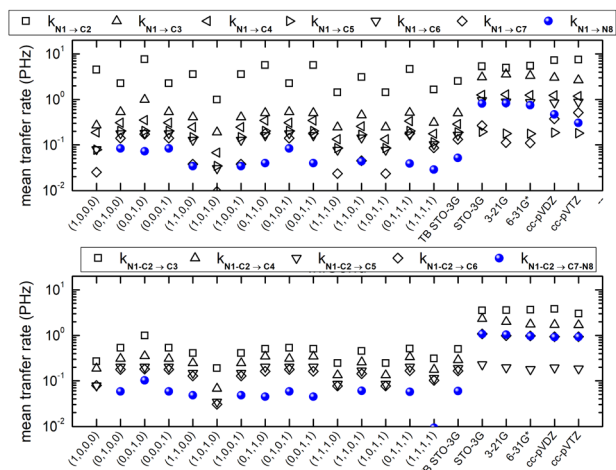 k_N1→C2 k_N1→C3 k_N1→C4 k_N1→C5 k_N1→C6 k_N1→C7 k_N1→N8
mean tranfer rate (PHz)
10^1
10^0
10^-1
10^-2
(1,0,0,0) (0,1,0,0) (0,0,1,0) (0,0,0,1) (1,1,0,0) (1,0,1,0) (1,0,0,1) (0,1,1,0) (0,1,0,1) (0,0,1,1) (1,1,1,0) (1,1,0,1) (1,0,1,1) (0,1,1,1) (1,1,1,1) TB STO-3G STO-3G 3-21G 6-31G* cc-pVDZ cc-pVTZ --
k_N1-C2→C3 k_N1-C2→C4 k_N1-C2→C5 k_N1-C2→C6 k_N1-C2→C7-N8
mean tranfer rate (PHz)
10^1
10^0
10^-1
10^-2
(1,0,0,0) (0,1,0,0) (0,0,1,0) (0,0,0,1) (1,1,0,0) (1,0,1,0) (1,0,0,1) (0,1,1,0) (0,1,0,1) (0,0,1,1) (1,1,1,0) (1,1,0,1) (1,0,1,1) (0,1,1,1) (1,1,1,1) TB STO-3G STO-3G 3-21G 6-31G* cc-pVDZ cc-pVTZ